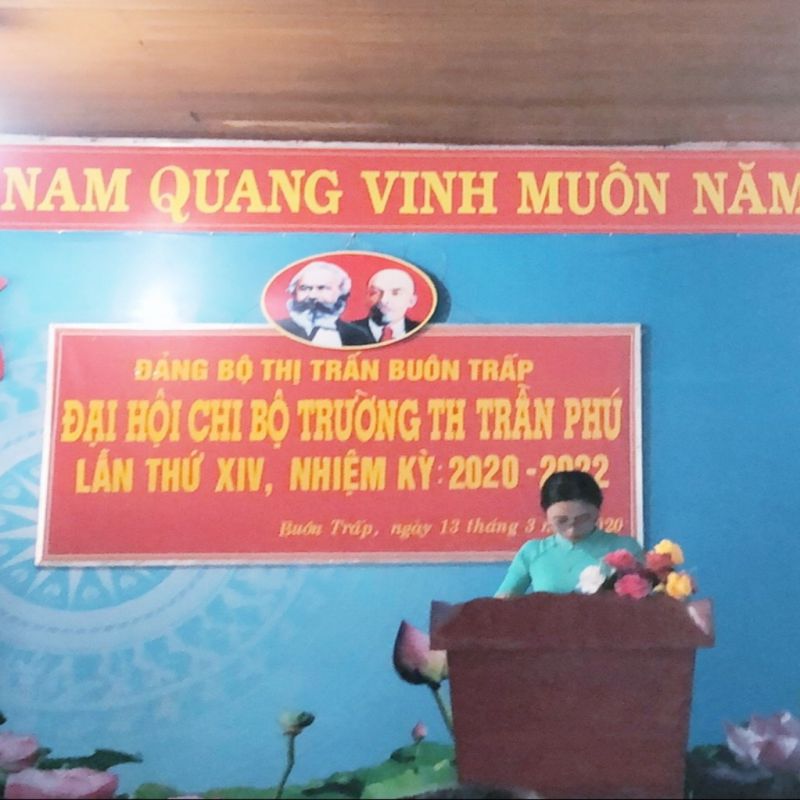 NAM QUANG VINH MUÔN NĂM
ĐẢNG BỘ THỊ TRẤN BUÔN TRẤP
ĐẠI HỘI CHI BỘ TRƯỜNG TH TRẦN PHÚ
LẦN THỨ XIV, NHIỆM KỲ: 2020 - 2022
Buôn Trấp, ngày 13 tháng 3